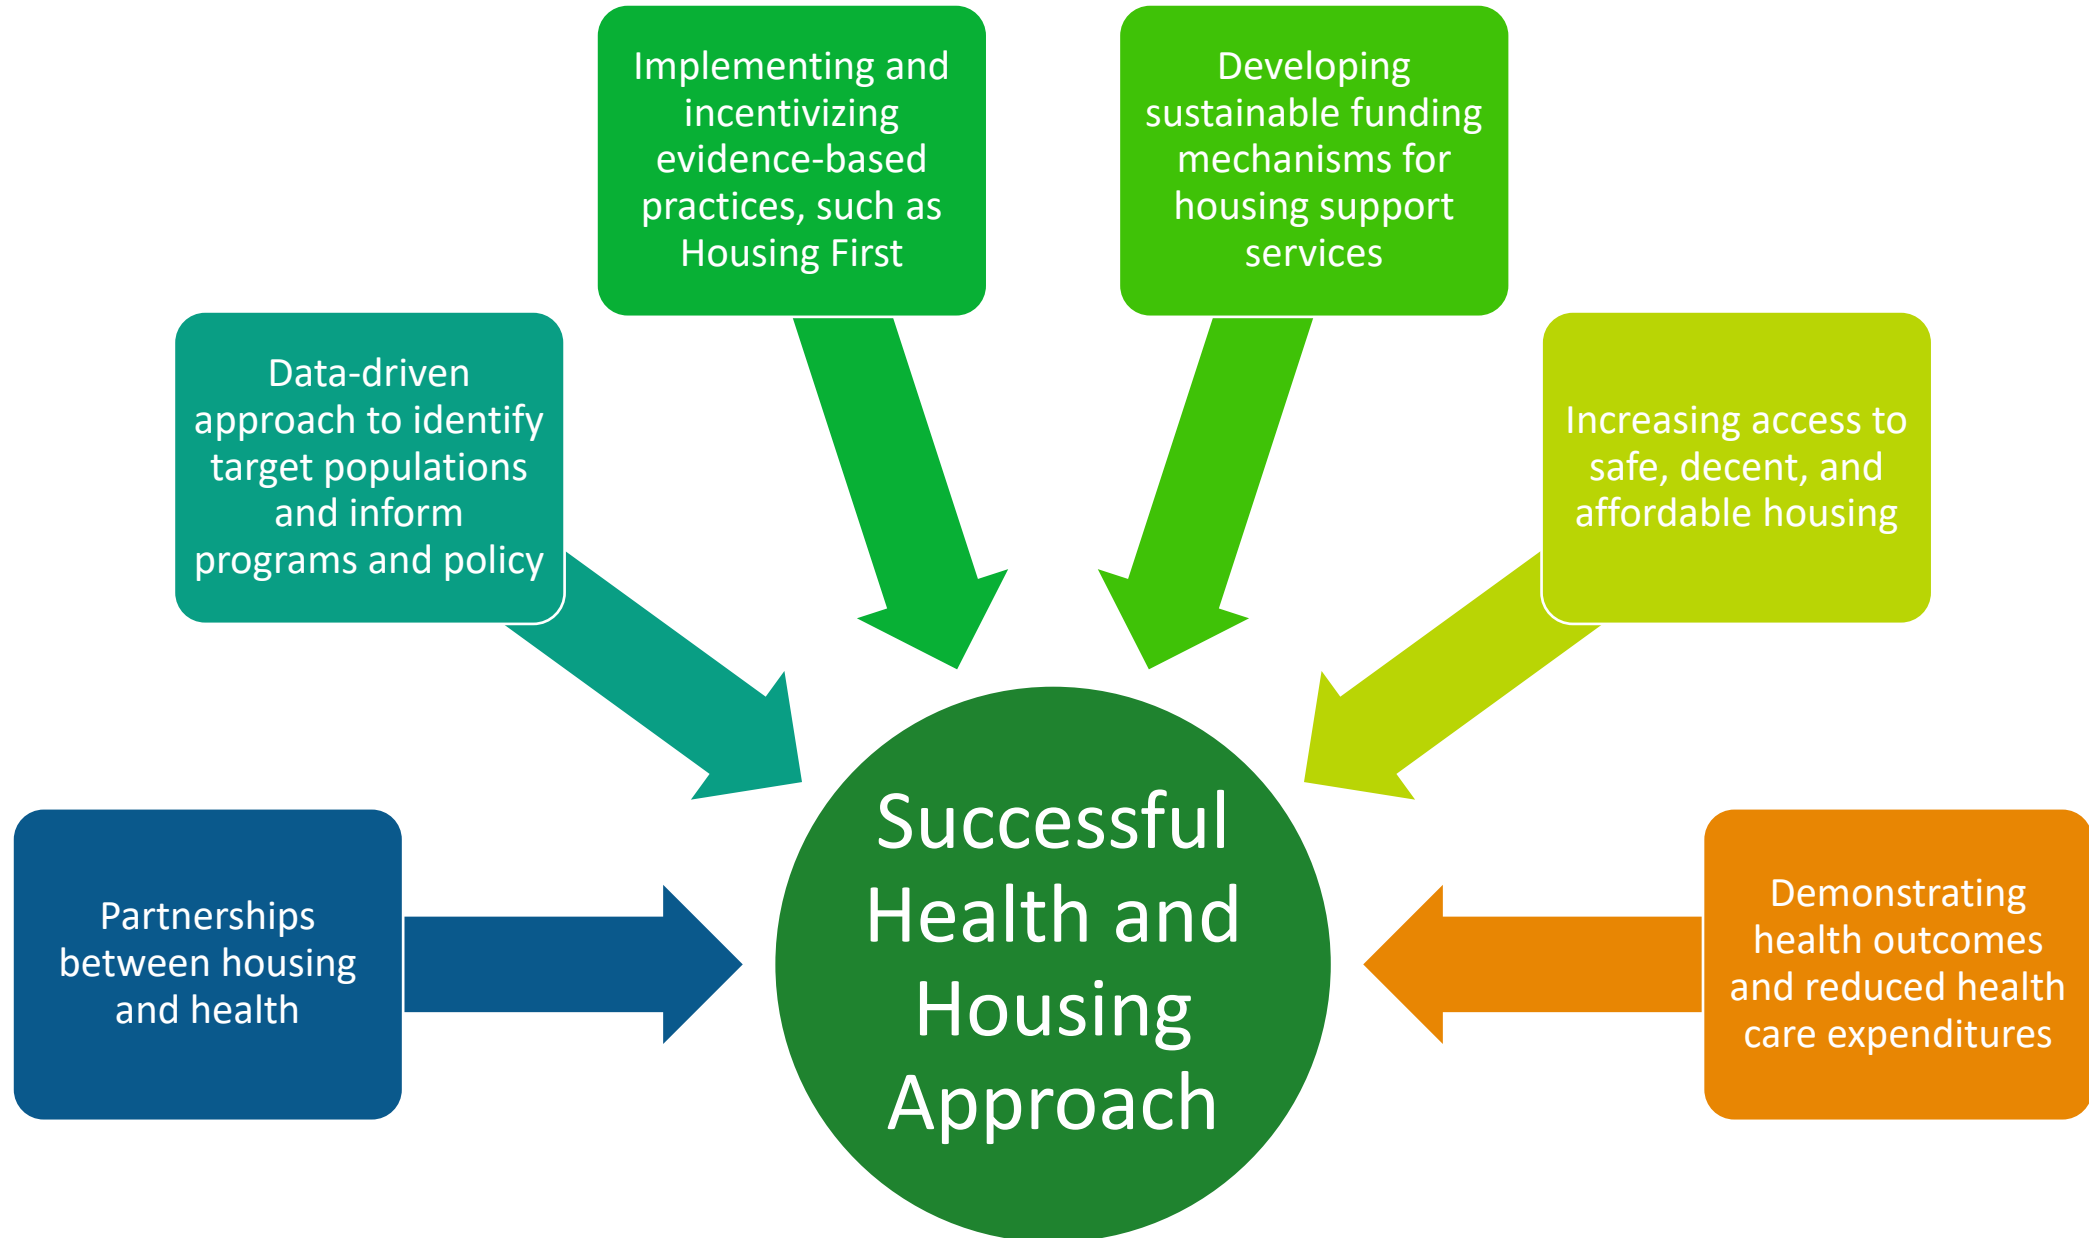 Implementing and
incentivizing
evidence-based
practices, such as
Housing First
Developing
sustainable funding
mechanisms for
housing support
services
Data-driven
approach to identify
target populations
and inform
programs and policy
Increasing access to
safe, decent, and
affordable housing
Partnerships
between housing
and health
Successful
Health and
Housing
Approach
Demonstrating
health outcomes
and reduced health
care expenditures